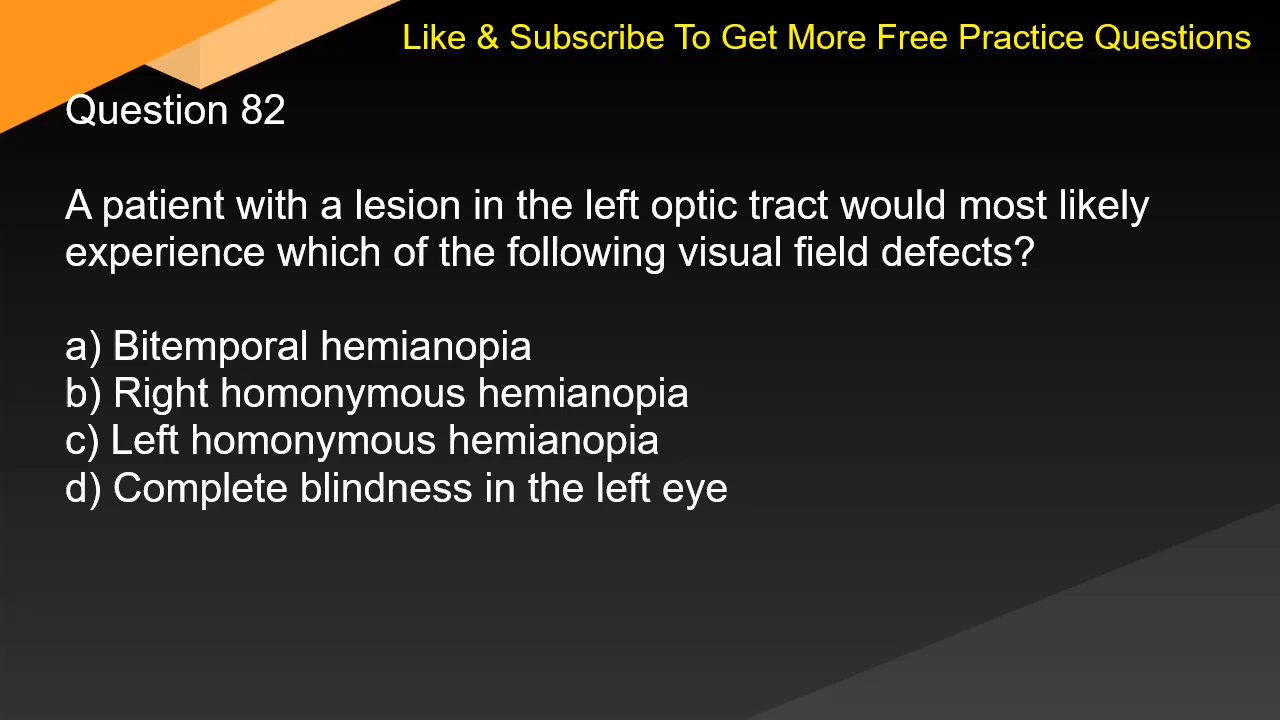 Like & Subscribe To Get More Free Practice Questions
Question 82
A patient with a lesion in the left optic tract would most likely
experience which of the following visual field defects?
a) Bitemporal hemianopia
b) Right homonymous hemianopia
c) Left homonymous hemianopia
d) Complete blindness in the left eye